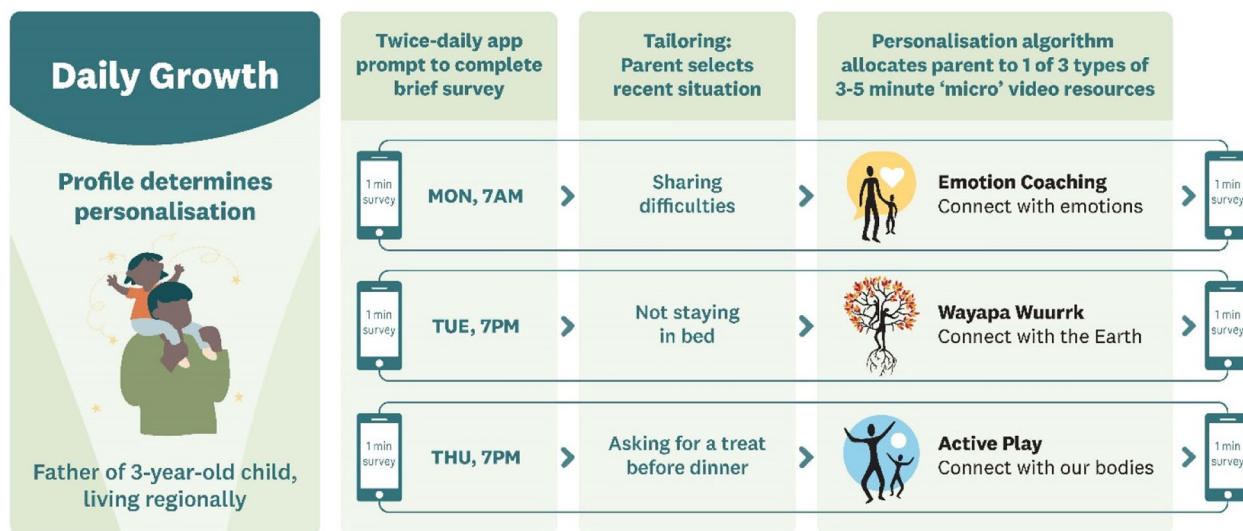 Daily Growth
Profile determines
personalisation
Father of 3-year-old child,
living regionally
Twice-daily app
prompt to complete
brief survey
Tailoring:
Parent selects
recent situation
Personalisation algorithm
allocates parent to 1 of 3 types of
3-5 minute ‘micro’ video resources
1 min
survey
MON, 7AM
Sharing
difficulties
Emotion Coaching
Connect with emotions
1 min
survey
1 min
survey
TUE, 7PM
Not staying
in bed
Wayapa Wuurrk
Connect with the Earth
1 min
survey
1 min
survey
THU, 7PM
Asking for a treat
before dinner
Active Play
Connect with our bodies
1 min
survey